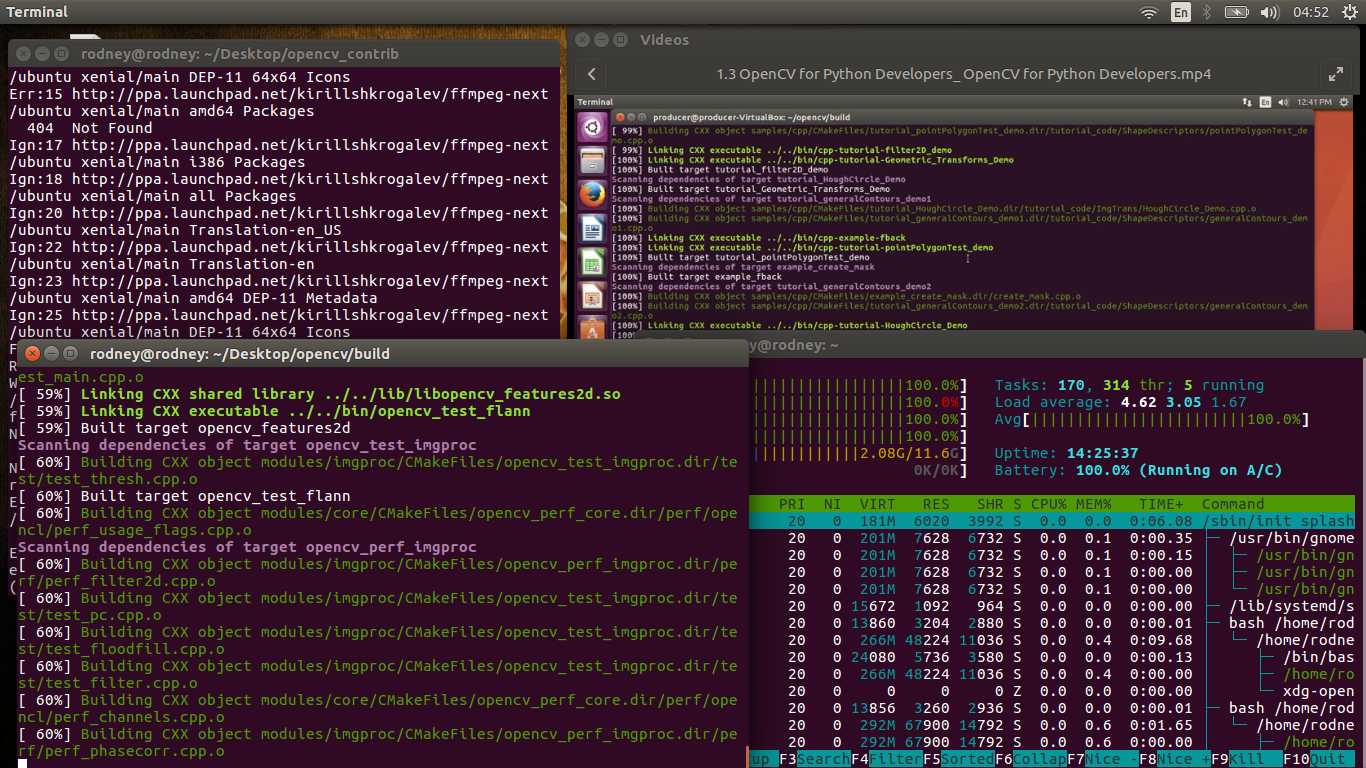 Terminal
En
04:52
rodney@rodney: ~/Desktop/opencv_contrib
/ubuntu xenial/main DEP-11 64x64 Icons
Err:15 http://ppa.launchpad.net/kirillshkrogalev/ffmpeg-next
/ubuntu xenial/main amd64 Packages
404  Not Found
Ign:17 http://ppa.launchpad.net/kirillshkrogalev/ffmpeg-next
/ubuntu xenial/main i386 Packages
Ign:18 http://ppa.launchpad.net/kirillshkrogalev/ffmpeg-next
/ubuntu xenial/main all Packages
Ign:20 http://ppa.launchpad.net/kirillshkrogalev/ffmpeg-next
/ubuntu xenial/main Translation-en_US
Ign:22 http://ppa.launchpad.net/kirillshkrogalev/ffmpeg-next
/ubuntu xenial/main Translation-en
Ign:23 http://ppa.launchpad.net/kirillshkrogalev/ffmpeg-next
/ubuntu xenial/main amd64 DEP-11 Metadata
Ign:25 http://ppa.launchpad.net/kirillshkrogalev/ffmpeg-next
/ubuntu xenial/main DEP-11 64x64 Icons
Videos
1.3 OpenCV for Python Developers_ OpenCV for Python Developers.mp4
Terminal
En
12:41 PM
producer@producer-VirtualBox: ~/opencv/build
[ 99%] Building CXX object samples/cpp/CMakeFiles/tutorial_pointPolygonTest_demo.dir/tutorial_code/ShapeDescriptors/pointPolygonTest_de
mo.cpp.o
[ 99%] Linking CXX executable ../../bin/cpp-tutorial-filter2D_demo
[100%] Linking CXX executable ../../bin/cpp-tutorial-Geometric_Transforms_Demo
[100%] Built target tutorial_filter2D_demo
Scanning dependencies of target tutorial_HoughCircle_Demo
[100%] Built target tutorial_Geometric_Transforms_Demo
Scanning dependencies of target tutorial_generalContours_demo1
[100%] Building CXX object samples/cpp/CMakeFiles/tutorial_HoughCircle_Demo.dir/tutorial_code/ImgTrans/HoughCircle_Demo.cpp.o
[100%] Building CXX object samples/cpp/CMakeFiles/tutorial_generalContours_demo1.dir/tutorial_code/ShapeDescriptors/generalContours_dem
o1.cpp.o
[100%] Linking CXX executable ../../bin/cpp-example-fback
[100%] Linking CXX executable ../../bin/cpp-tutorial-pointPolygonTest_demo
[100%] Built target tutorial_pointPolygonTest_demo
Scanning dependencies of target example_create_mask
[100%] Built target example_fback
Scanning dependencies of target tutorial_generalContours_demo2
[100%] Building CXX object samples/cpp/CMakeFiles/example_create_mask.dir/create_mask.cpp.o
[100%] Building CXX object samples/cpp/CMakeFiles/tutorial_generalContours_demo2.dir/tutorial_code/ShapeDescriptors/generalContours_dem
o2.cpp.o
[100%] Linking CXX executable ../../bin/cpp-tutorial-HoughCircle_Demo
[100%]
rodney@rodney: ~/Desktop/opencv/build
est_main.cpp.o
[ 59%] Linking CXX shared library ../../lib/libopencv_features2d.so
[ 59%] Linking CXX executable ../../bin/opencv_test_flann
[ 59%] Built target opencv_features2d
Scanning dependencies of target opencv_test_imgproc
[ 60%] Building CXX object modules/imgproc/CMakeFiles/opencv_test_imgproc.dir/te
st/test_thresh.cpp.o
[ 60%] Built target opencv_test_flann
[ 60%] Building CXX object modules/core/CMakeFiles/opencv_perf_core.dir/perf/ope
ncl/perf_usage_flags.cpp.o
Scanning dependencies of target opencv_perf_imgproc
[ 60%] Building CXX object modules/imgproc/CMakeFiles/opencv_perf_imgproc.dir/pe
rf/perf_filter2d.cpp.o
[ 60%] Building CXX object modules/imgproc/CMakeFiles/opencv_test_imgproc.dir/te
st/test_pc.cpp.o
[ 60%] Building CXX object modules/imgproc/CMakeFiles/opencv_test_imgproc.dir/te
st/test_floodfill.cpp.o
[ 60%] Building CXX object modules/imgproc/CMakeFiles/opencv_test_imgproc.dir/te
st/test_filter.cpp.o
[ 60%] Building CXX object modules/core/CMakeFiles/opencv_perf_core.dir/perf/ope
ncl/perf_channels.cpp.o
[ 60%] Building CXX object modules/imgproc/CMakeFiles/opencv_perf_imgproc.dir/pe
rf/perf_phasecorr.cpp.o
y@rodney: ~
||||||||||||||||||100.0%]   Tasks: 170, 314 thr; 5 running
||||||||||||||||||100.0%]   Load average: 4.62 3.05 1.67
||||||||||||||||||100.0%]   Avg[||||||||||||||||||||||||100.0%]
||||||||||||||||||100.0%]
|||||||||||||2.08G/11.6G]   Uptime: 14:25:37
0K/0K]   Battery: 100.0% (Running on A/C)
PRI  NI  VIRT   RES   SHR S CPU% MEM%   TIME+  Command
20   0  181M  6020  3992 S  0.0  0.0  0:06.08 /sbin/init splash
20   0  201M  7628  6732 S  0.0  0.1  0:00.35 ├─ /usr/bin/gnome
20   0  201M  7628  6732 S  0.0  0.1  0:00.15 │  ├─ /usr/bin/gn
20   0  201M  7628  6732 S  0.0  0.1  0:00.00 │  ├─ /usr/bin/gn
20   0  201M  7628  6732 S  0.0  0.1  0:00.00 │  └─ /usr/bin/gn
20   0 15672  1092   964 S  0.0  0.0  0:00.00 ├─ /lib/systemd/s
20   0 13860  3204  2880 S  0.0  0.0  0:00.01 ├─ bash /home/rod
20   0  266M 48224 11036 S  0.0  0.4  0:09.68 │  └─ /home/rodne
20   0 24080  5736  3580 S  0.0  0.0  0:00.13 │     ├─ /bin/bas
20   0  266M 48224 11036 S  0.0  0.4  0:00.00 │     ├─ /home/ro
20   0     0     0     0 Z  0.0  0.0  0:00.00 │     └─ xdg-open
20   0 13856  3260  2936 S  0.0  0.0  0:00.01 ├─ bash /home/rod
20   0  292M 67900 14792 S  0.0  0.6  0:01.65 │  └─ /home/rodne
20   0  292M 67900 14792 S  0.0  0.6  0:00.00 │     ├─ /home/ro
up  F3SearchF4FilterF5SortedF6CollapF7Nice -F8Nice +F9Kill  F10Quit